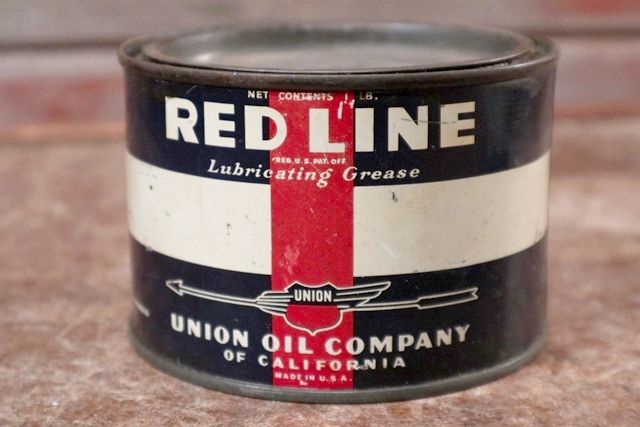 NET CONTENTS 1 LB.
RED LINE
REG. U.S. PAT. OFF.
Lubricating Grease
UNION
UNION OIL COMPANY
OF CALIFORNIA
MADE IN U.S.A.